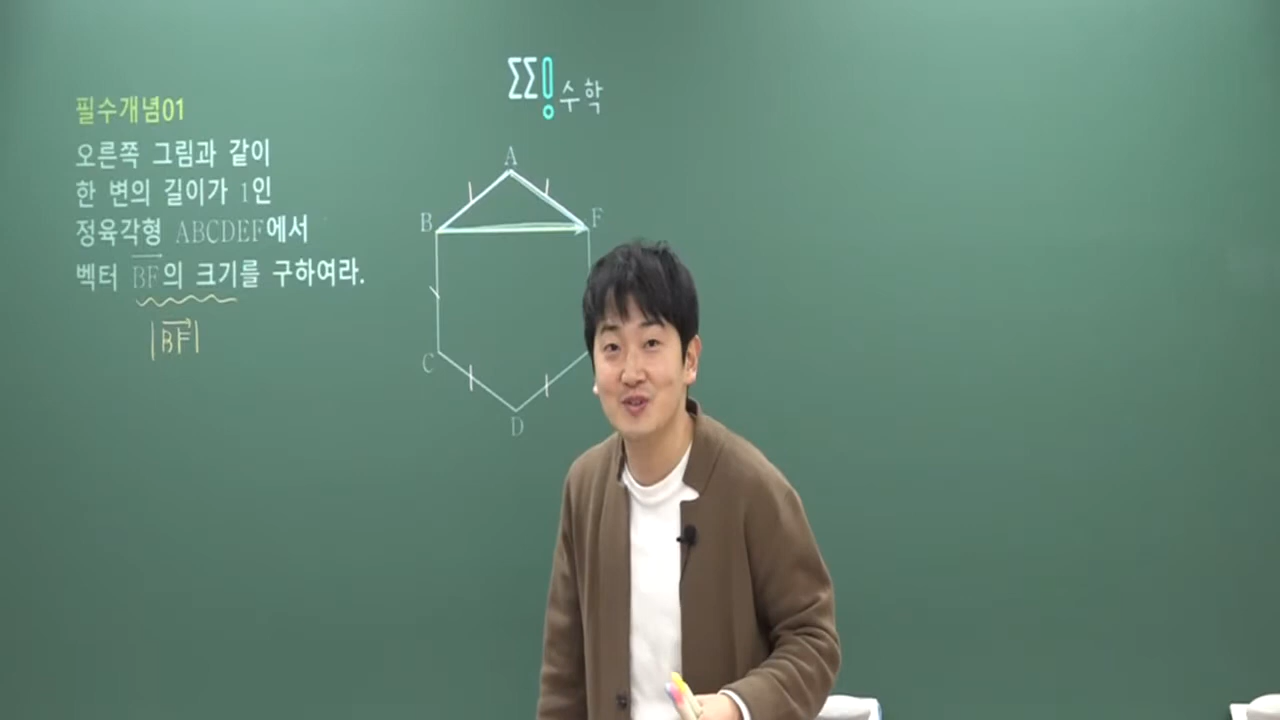 필수개념01
오른쪽 그림과 같이
한 변의 길이가 1인
정육각형 ABCDEF에서
벡터 BF의 크기를 구하여라.
|BF|
ΣΣ! 수학
A
B
F
C
D